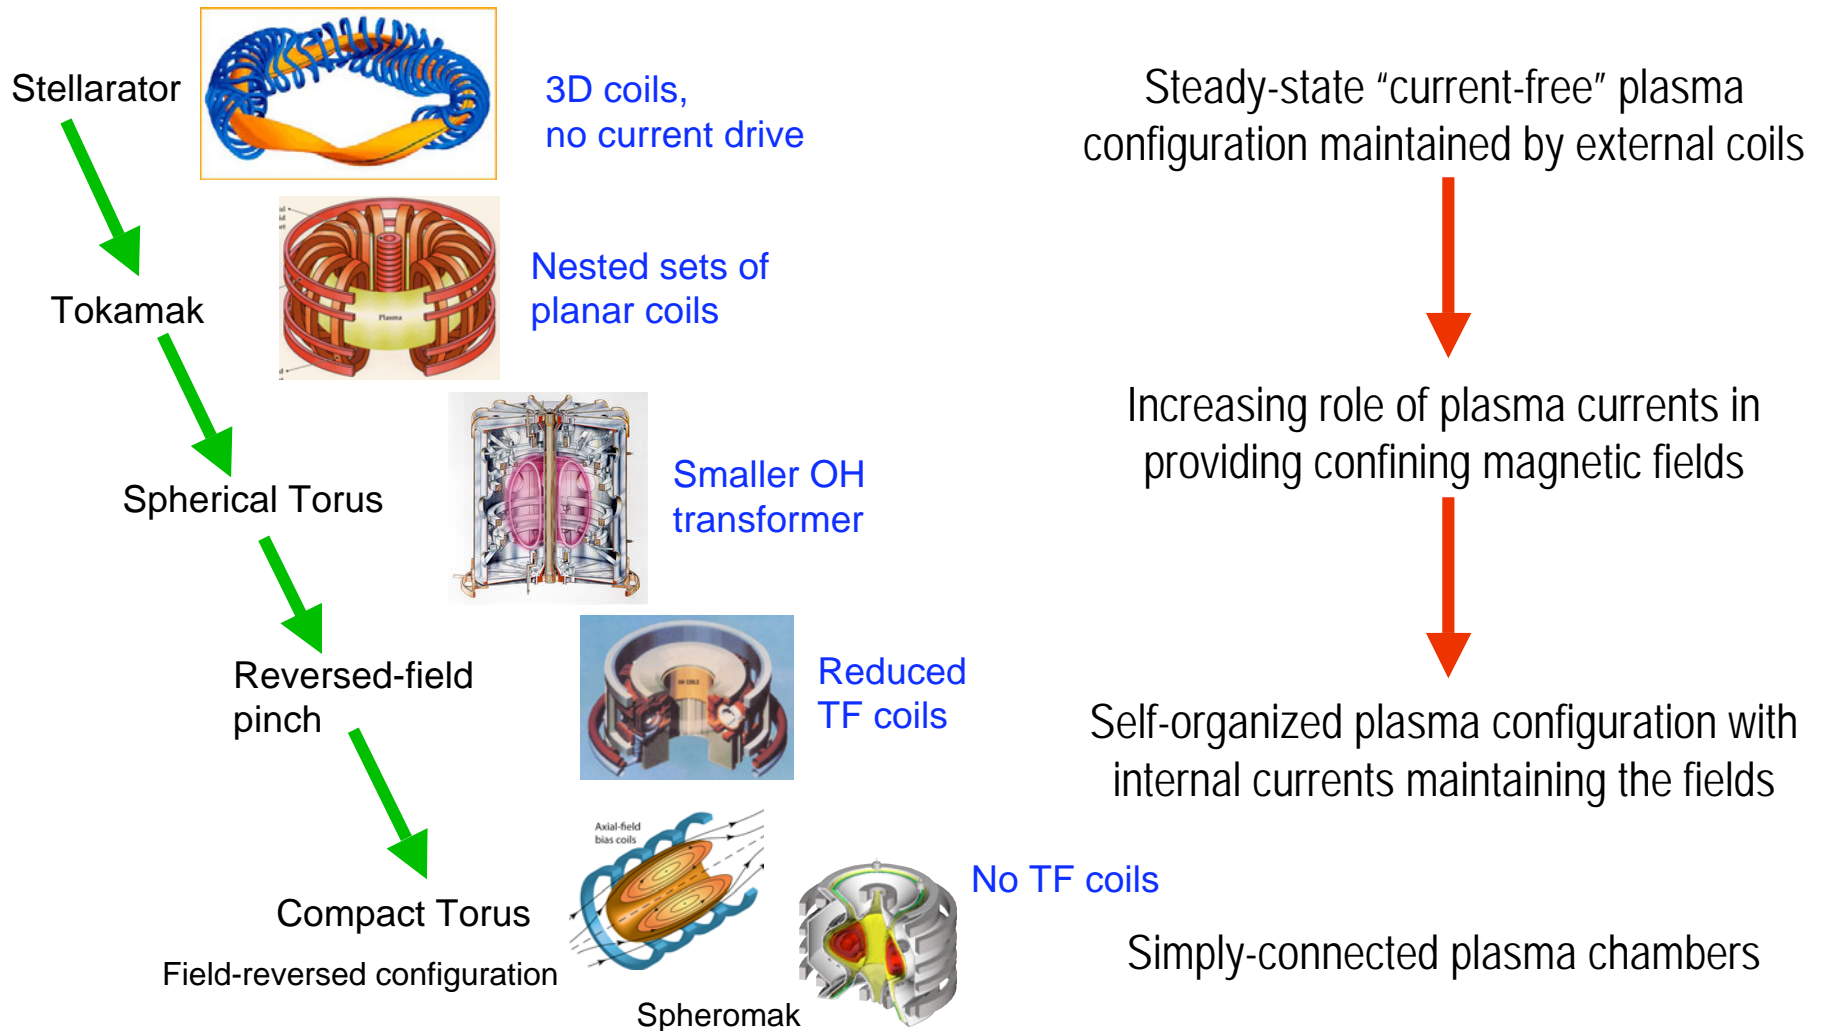 Stellarator
3D coils,
no current drive
Steady-state “current-free” plasma
configuration maintained by external coils
Tokamak
Plasma
Nested sets of
planar coils
Increasing role of plasma currents in
providing confining magnetic fields
Spherical Torus
Smaller OH
transformer
Reversed-field
pinch
OH COILS
Reduced
TF coils
Self-organized plasma configuration with
internal currents maintaining the fields
Axial-field
bias coils
Compact Torus
Field-reversed configuration
Spheromak
No TF coils
Simply-connected plasma chambers